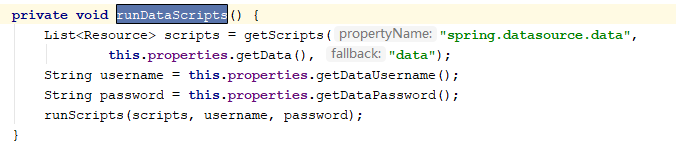 private void runDataScripts() {
List<Resource> scripts = getScripts( propertyName: "spring.datasource.data",
this.properties.getData(), fallback: "data");
String username = this.properties.getDataUsername();
String password = this.properties.getDataPassword();
runScripts(scripts, username, password);
}